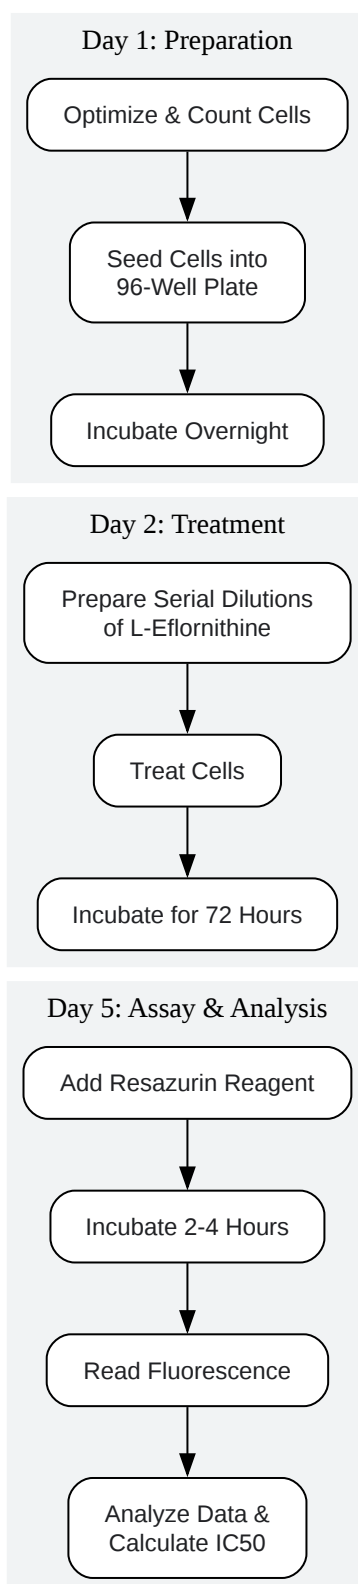 Day 1: Preparation
Optimize & Count Cells
Seed Cells into
96-Well Plate
Incubate Overnight
Day 2: Treatment
Prepare Serial Dilutions
of L-Eflornithine
Treat Cells
Incubate for 72 Hours
Day 5: Assay & Analysis
Add Resazurin Reagent
Incubate 2-4 Hours
Read Fluorescence
Analyze Data &
Calculate IC50